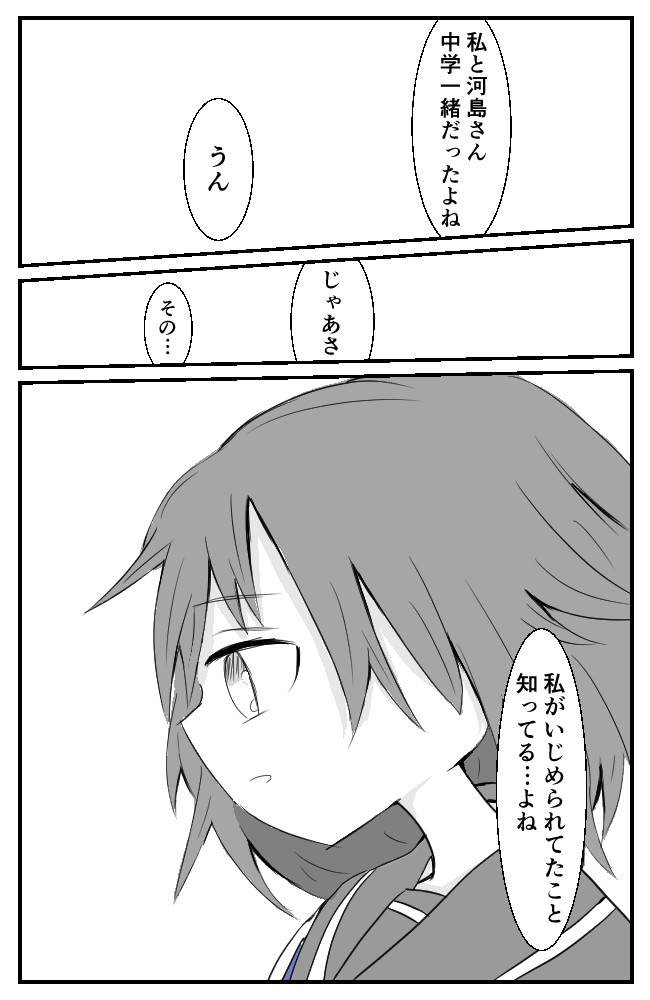 私と河島さん
中学一緒だったよね
うん
じゃあさ
その…
私がいじめられてたこと
知ってる…よね